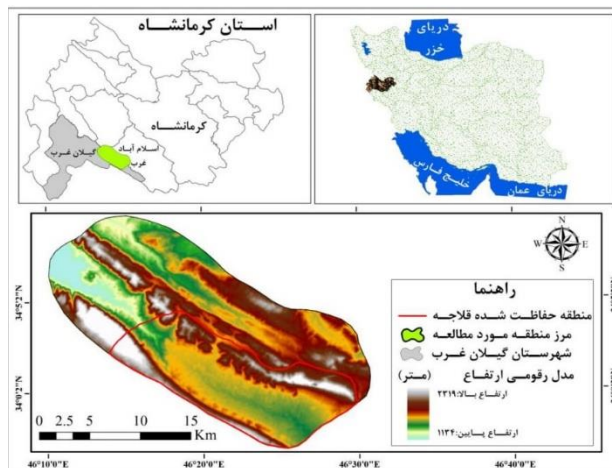 استان کرمانشاه
کرمانشاه
اسلام آباد
غرب
گیلان غرب
دریای
خزر
خلیج فارس
دریای عمان
N
W E
S
راهنما
منطقه حفاظت شده قلاجه
مرز منطقه مورد مطالعه
شهرستان گیلان غرب
مدل رقومی ارتفاع (متر)
ارتفاع بالا:۲۳۱۹
ارتفاع پایین:۱۱۳۴
34°5'2"N
34°0'2"N
0 2.5 5 10 15
Km
46°10'0"E 46°20'0"E 46°30'0"E 46°40'0"E